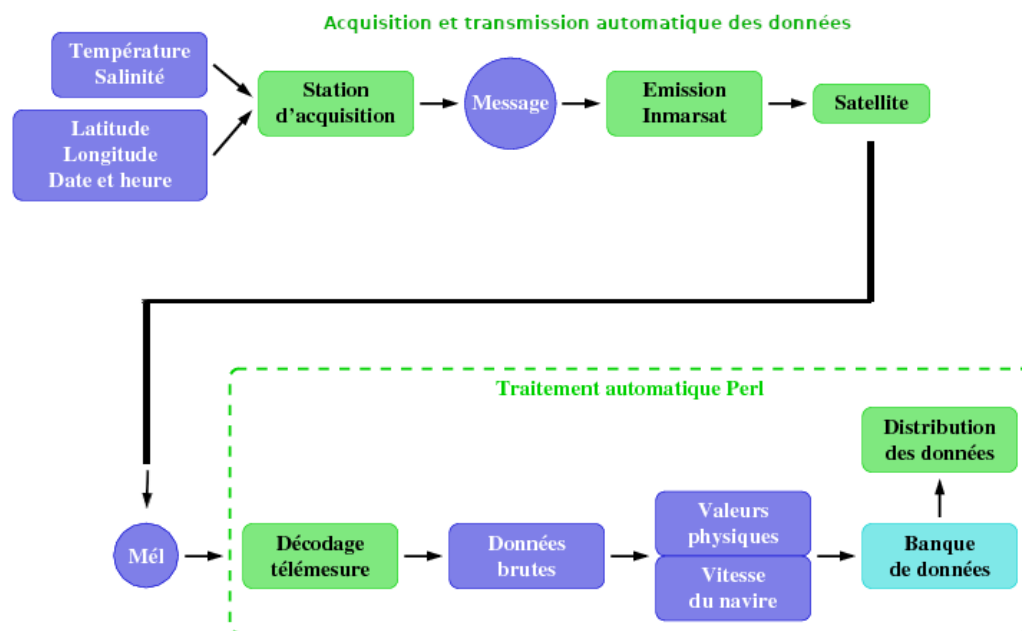 Acquisition et transmission automatique des données
Température
Salinité
Latitude
Longitude
Date et heure
Station
d'acquisition
Message
Emission
Inmarsat
Satellite
Traitement automatique Perl
Mél
Décodage
télémesure
Données
brutes
Valeurs
physiques
Vitesse
du navire
Banque
de données
Distribution
des données